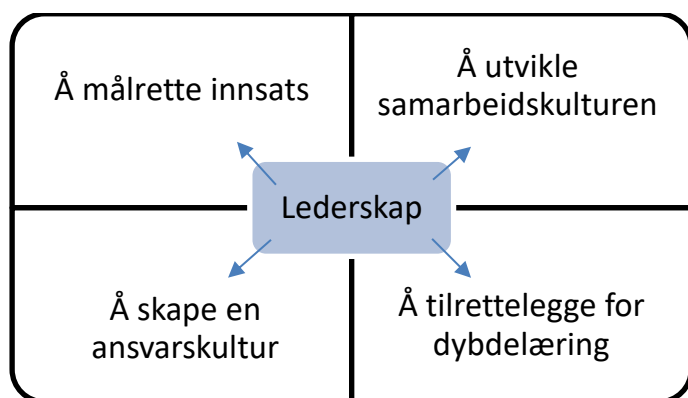 Å målrette innsats
Å utvikle
samarbeidskulturen
Lederskap
Å skape en
ansvarskultur
Å tilrettelegge for
dybdelæring